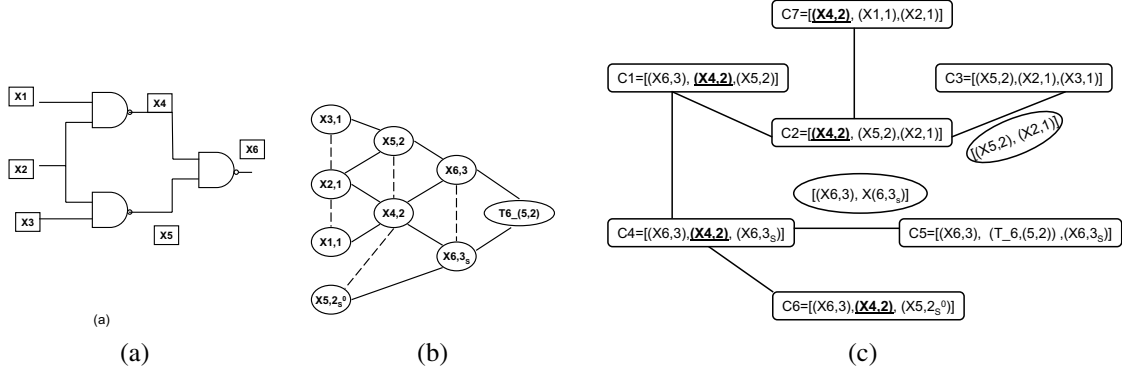 X1
X4
X2
X6
X3
X5
(a)
(a)
X3,1
X5,2
X2,1
X6,3
X4,2
T6_(5,2)
X1,1
X6,3s
X5,2s⁰
(b)
C7=[(X4,2), (X1,1),(X2,1)]
C1=[(X6,3), (X4,2),(X5,2)]
C3=[(X5,2),(X2,1),(X3,1)]
C2=[(X4,2), (X5,2),(X2,1)]
[(X5,2), (X2,1)]
[(X6,3), X(6,3s)]
C4=[(X6,3),(X4,2), (X6,3S)]
C5=[(X6,3), (T_6,(5,2)) ,(X6,3S)]
C6=[(X6,3),(X4,2), (X5,2S⁰)]
(c)